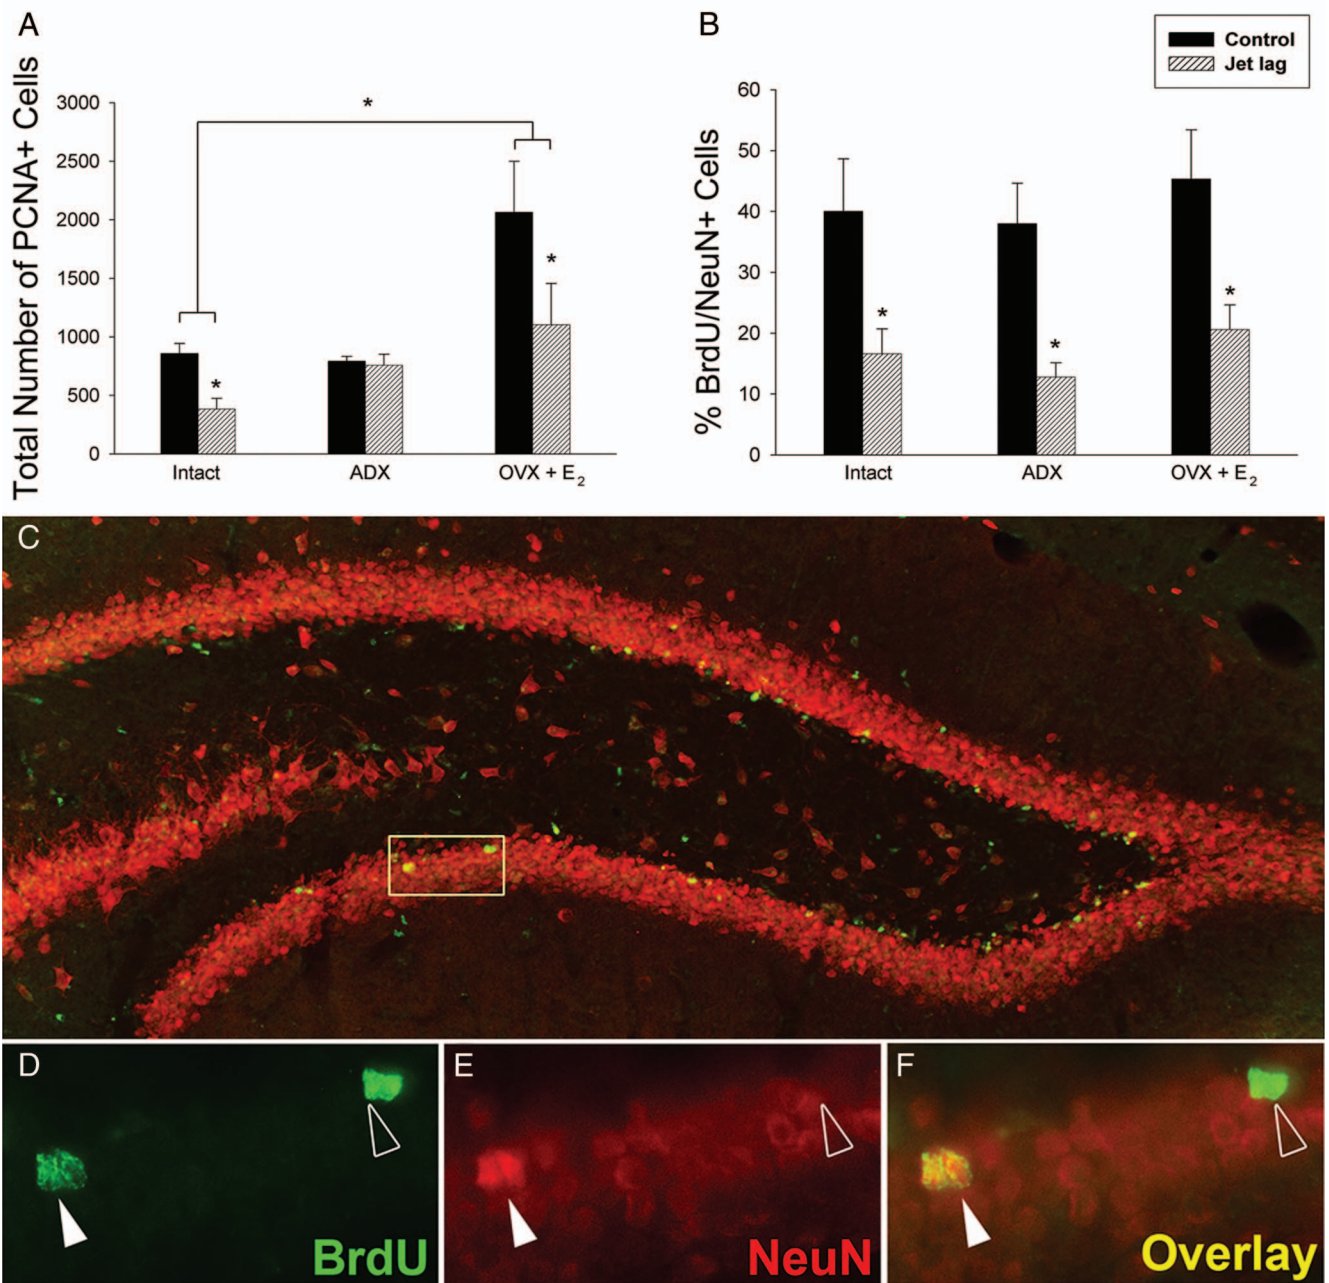 A
Total Number of PCNA+ Cells
3000
2500
2000
1500
1000
500
0
*
*
*
Intact
ADX
OVX + E2
B
Control
Jet lag
% BrdU/NeuN+ Cells
60
50
40
30
20
10
0
*
*
*
Intact
ADX
OVX + E2
C
D
BrdU
E
NeuN
F
Overlay